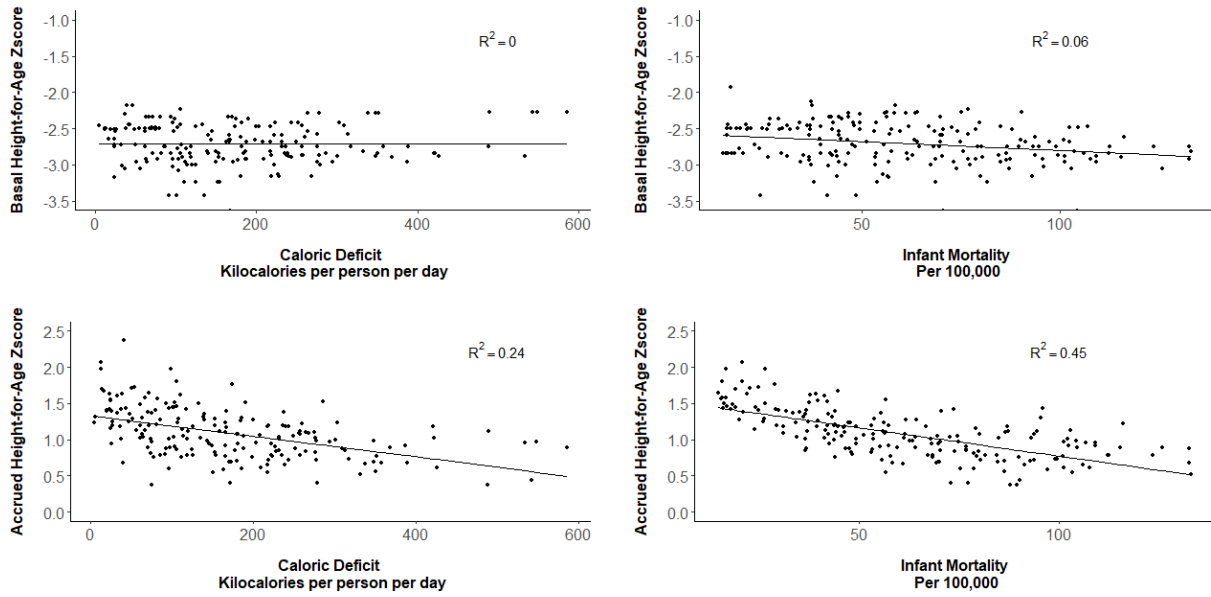 Basal Height-for-Age Zscore
-1.0
-1.5
-2.0
-2.5
-3.0
-3.5
R² = 0
0
200
400
600
Caloric Deficit
Kilocalories per person per day
Basal Height-for-Age Zscore
-1.0
-1.5
-2.0
-2.5
-3.0
-3.5
R² = 0.06
50
100
Infant Mortality
Per 100,000
Accrued Height-for-Age Zscore
2.5
2.0
1.5
1.0
0.5
0.0
R² = 0.24
0
200
400
600
Caloric Deficit
Kilocalories per person per day
Accrued Height-for-Age Zscore
2.5
2.0
1.5
1.0
0.5
0.0
R² = 0.45
50
100
Infant Mortality
Per 100,000